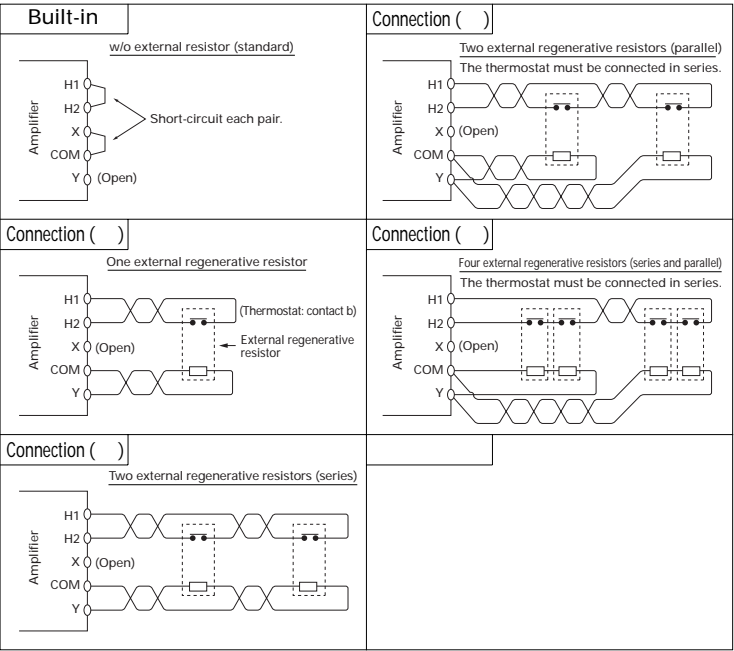 Built-in
w/o external resistor (standard)
Amplifier
H1
H2
X
COM
Y
(Open)
Short-circuit each pair.
Connection (    )
Two external regenerative resistors (parallel)
The thermostat must be connected in series.
Amplifier
H1
H2
X
(Open)
COM
Y
Connection (    )
One external regenerative resistor
Amplifier
H1
H2
X
(Open)
COM
Y
(Thermostat: contact b)
External regenerative
resistor
Connection (    )
Four external regenerative resistors (series and parallel)
The thermostat must be connected in series.
Amplifier
H1
H2
X
(Open)
COM
Y
Connection (    )
Two external regenerative resistors (series)
Amplifier
H1
H2
X
(Open)
COM
Y